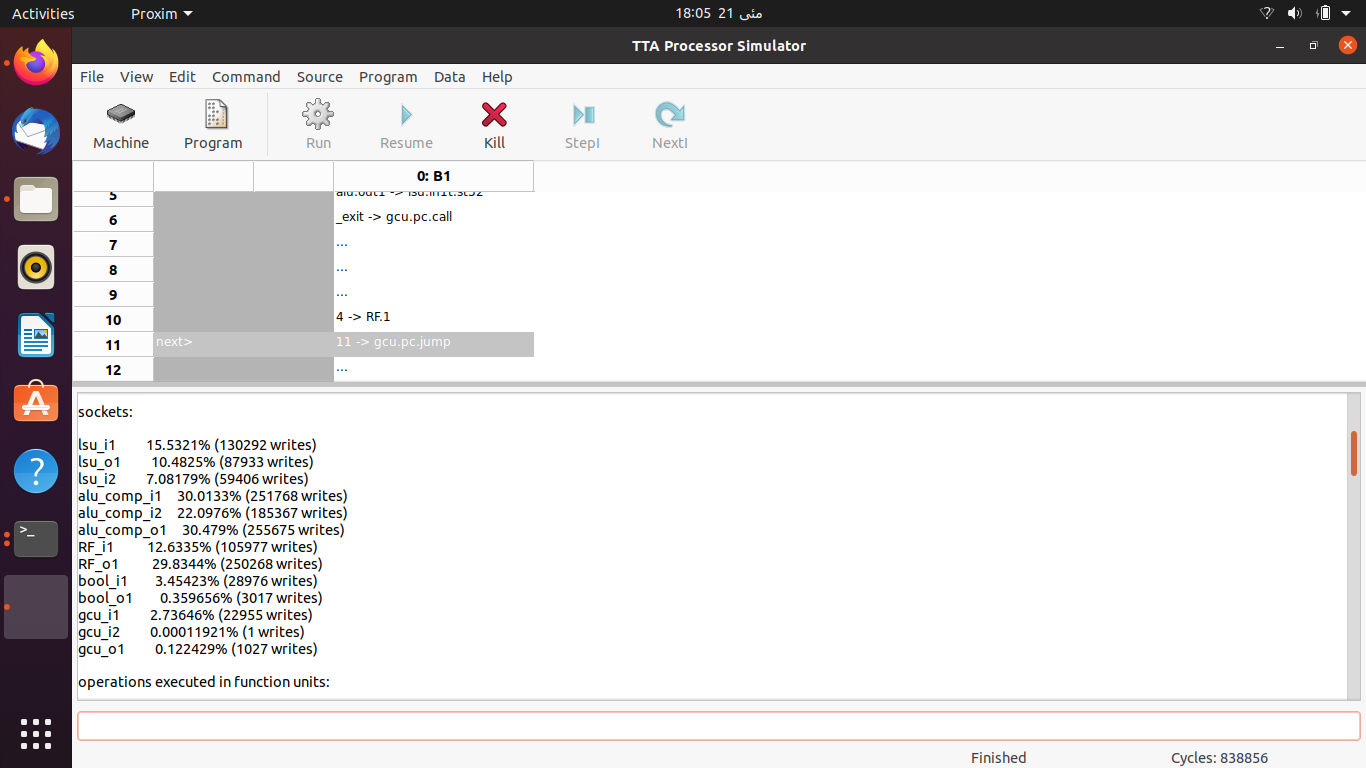 Activities Proxim 18:05 21 مئی
TTA Processor Simulator
File View Edit Command Source Program Data Help
Machine Program Run Resume Kill StepI NextI
0: B1
5 alu.out1 -> lsu.in1t.st32
6 _exit -> gcu.pc.call
7 ...
8 ...
9 ...
10 4 -> RF.1
11 next> 11 -> gcu.pc.jump
12 ...
sockets:
lsu_i1 15.5321% (130292 writes)
lsu_o1 10.4825% (87933 writes)
lsu_i2 7.08179% (59406 writes)
alu_comp_i1 30.0133% (251768 writes)
alu_comp_i2 22.0976% (185367 writes)
alu_comp_o1 30.479% (255675 writes)
RF_i1 12.6335% (105977 writes)
RF_o1 29.8344% (250268 writes)
bool_i1 3.45423% (28976 writes)
bool_o1 0.359656% (3017 writes)
gcu_i1 2.73646% (22955 writes)
gcu_i2 0.00011921% (1 writes)
gcu_o1 0.122429% (1027 writes)
operations executed in function units:
Finished Cycles: 838856